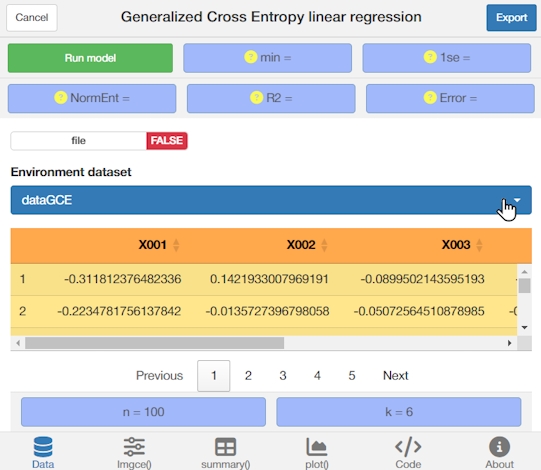 Cancel Generalized Cross Entropy linear regression Export
Run model ? min = ? 1se =
? NormEnt = ? R2 = ? Error =
file FALSE
Environment dataset
dataGCE
X001 X002 X003
1 -0.311812376482336 0.1421933007969191 -0.0899502143595193
2 -0.2234781756137842 -0.0135727396798058 -0.05072564510878985
Previous 1 2 3 4 5 Next
n = 100 k = 6
Data lmgce() summary() plot() Code About